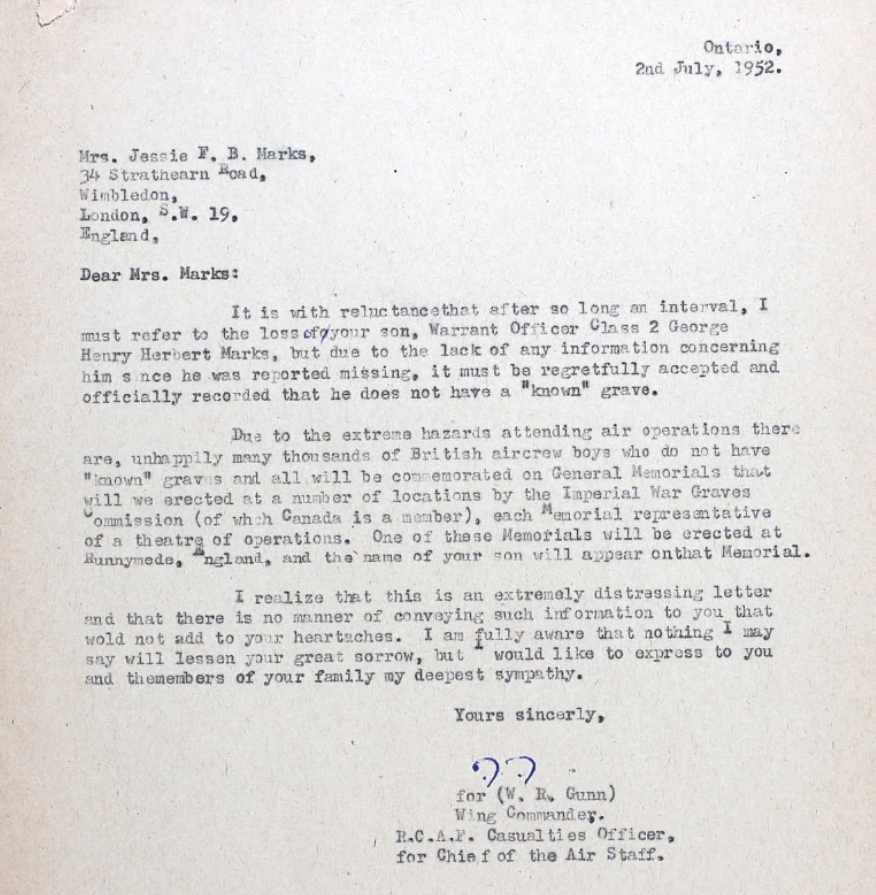 Ontario,
2nd July, 1952.
Mrs. Jessie F. B. Marks,
34 Strathearn Road,
Wimbledon,
London, S.W. 19,
England,
Dear Mrs. Marks:
It is with reluctancethat after so long an interval, I
must refer to the loss of your son, Warrant Officer Class 2 George
Henry Herbert Marks, but due to the lack of any information concerning
him s nce he was reported missing, it must be regretfully accepted and
officially recorded that he does not have a "known" grave.
Due to the extreme hazards attending air operations there
are, unhappily many thousands of British aircrew boys who do not have
"known" graves and all will be commemorated on General Memorials that
will we erected at a number of locations by the Imperial War Graves
Commission (of whch Canada is a member), each Memorial representative
of a theatre of operations. One of these Memorials will be erected at
Runnymede, England, and the name of your son will appear onthat Memorial.
I realize that this is an extremely distressing letter
and that there is no manner of conveying such information to you that
wold not add to your heartaches. I am fully aware that nothing I may
say will lessen your great sorrow, but I would like to express to you
and themembers of your family my deepest sympathy.
Yours sincerely,
for (W. R. Gunn)
Wing Commander.
R.C.A.F. Casualties Officer,
for Chief of the Air Staff.